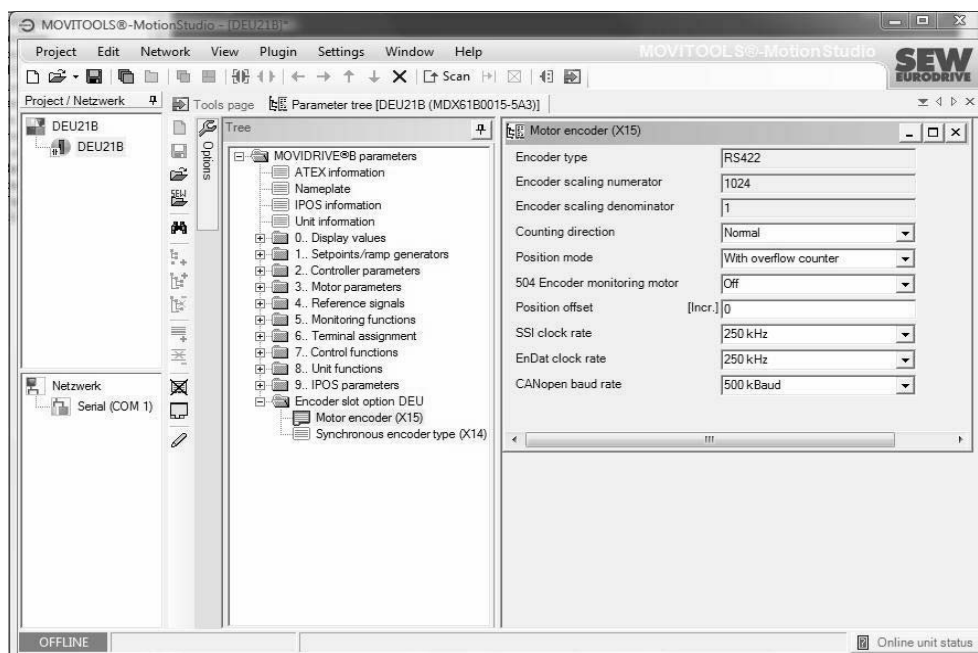 MOVITOOLS®-MotionStudio - [DEU21B]*
Project Edit Network View Plugin Settings Window Help
MOVITOOLS®-MotionStudio
SEW
EURODRIVE
Scan
Project / Netzwerk
Tools page
Parameter tree [DEU21B (MDX61B0015-5A3)]
DEU21B
DEU21B
Netzwerk
Serial (COM 1)
SEW
Options
Tree
MOVIDRIVE®B parameters
ATEX information
Nameplate
IPOS information
Unit information
0.. Display values
1.. Setpoints/ramp generators
2.. Controller parameters
3.. Motor parameters
4.. Reference signals
5.. Monitoring functions
6.. Terminal assignment
7.. Control functions
8.. Unit functions
9.. IPOS parameters
Encoder slot option DEU
Motor encoder (X15)
Synchronous encoder type (X14)
Motor encoder (X15)
Encoder type RS422
Encoder scaling numerator 1024
Encoder scaling denominator 1
Counting direction Normal
Position mode With overflow counter
504 Encoder monitoring motor Off
Position offset [Incr.] 0
SSI clock rate 250 kHz
EnDat clock rate 250 kHz
CANopen baud rate 500 kBaud
OFFLINE
Online unit status